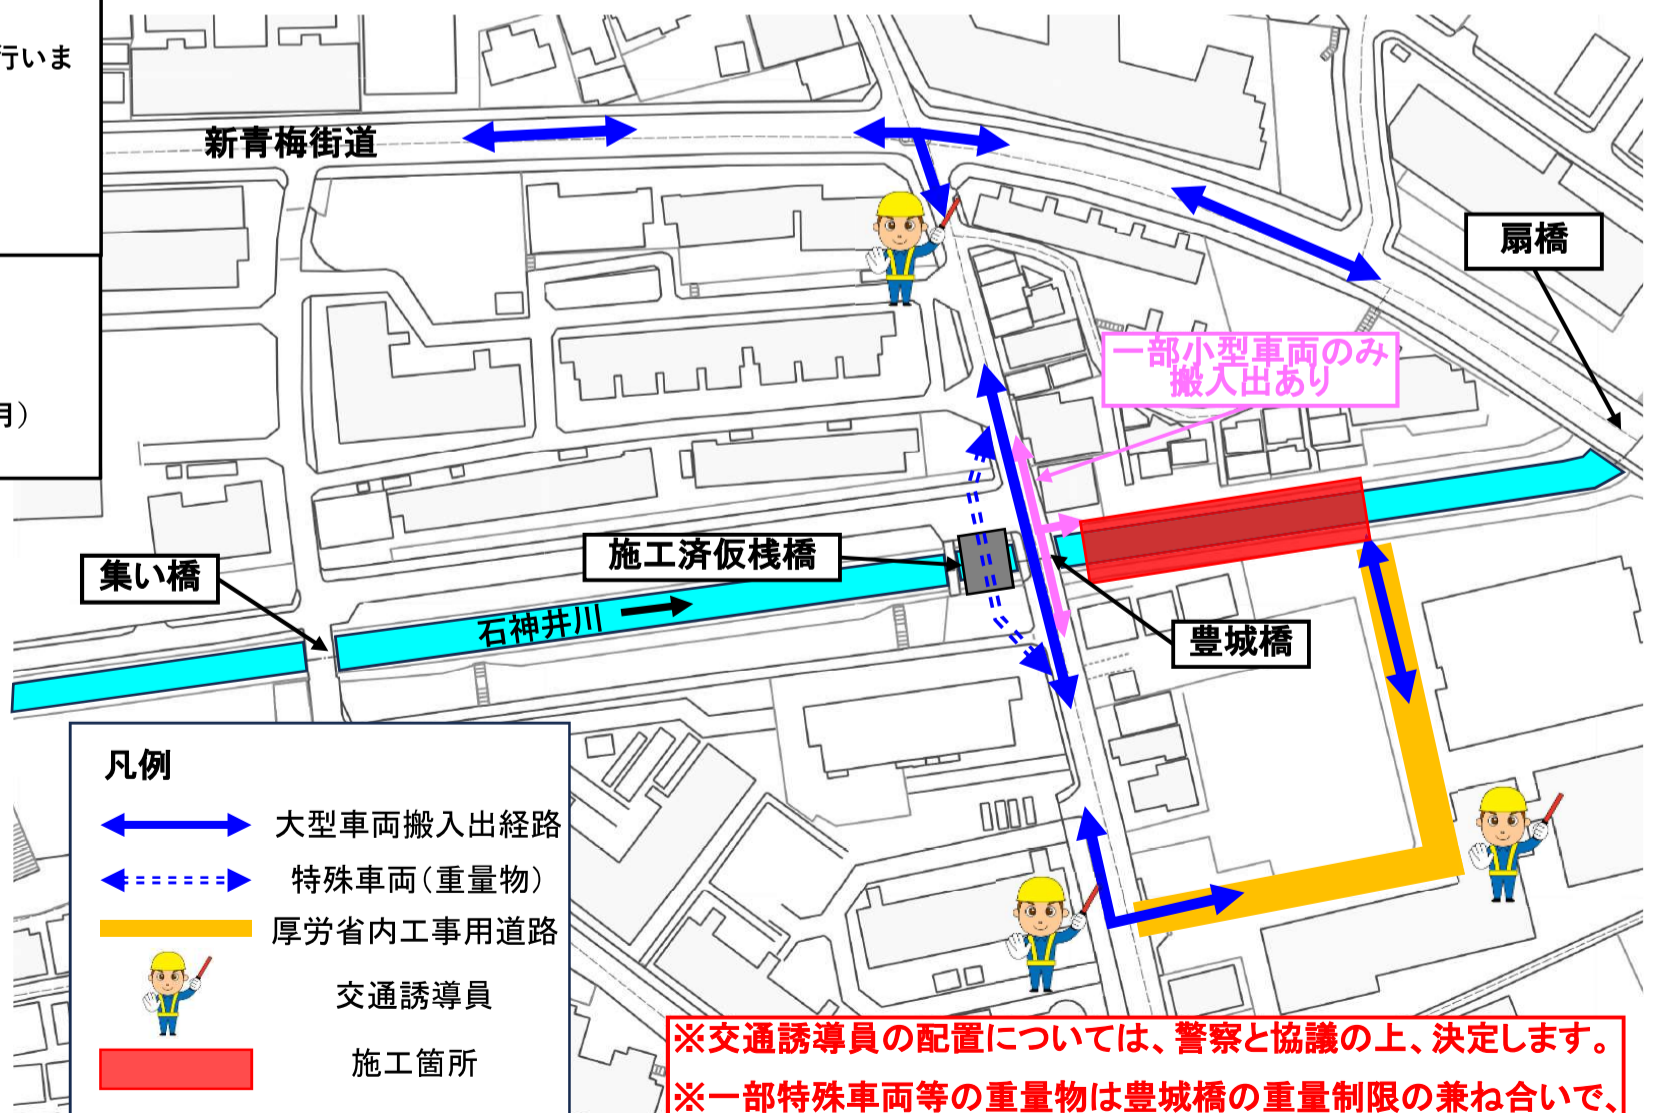 行いま
月）
新青梅街道
扇橋
一部小型車両のみ
搬入出あり
施工済仮桟橋
集い橋
石神井川
豊城橋
凡例
大型車両搬入出経路
特殊車両（重量物）
厚労省内工事用道路
交通誘導員
施工箇所
※交通誘導員の配置については、警察と協議の上、決定します。
※一部特殊車両等の重量物は豊城橋の重量制限の兼ね合いで、